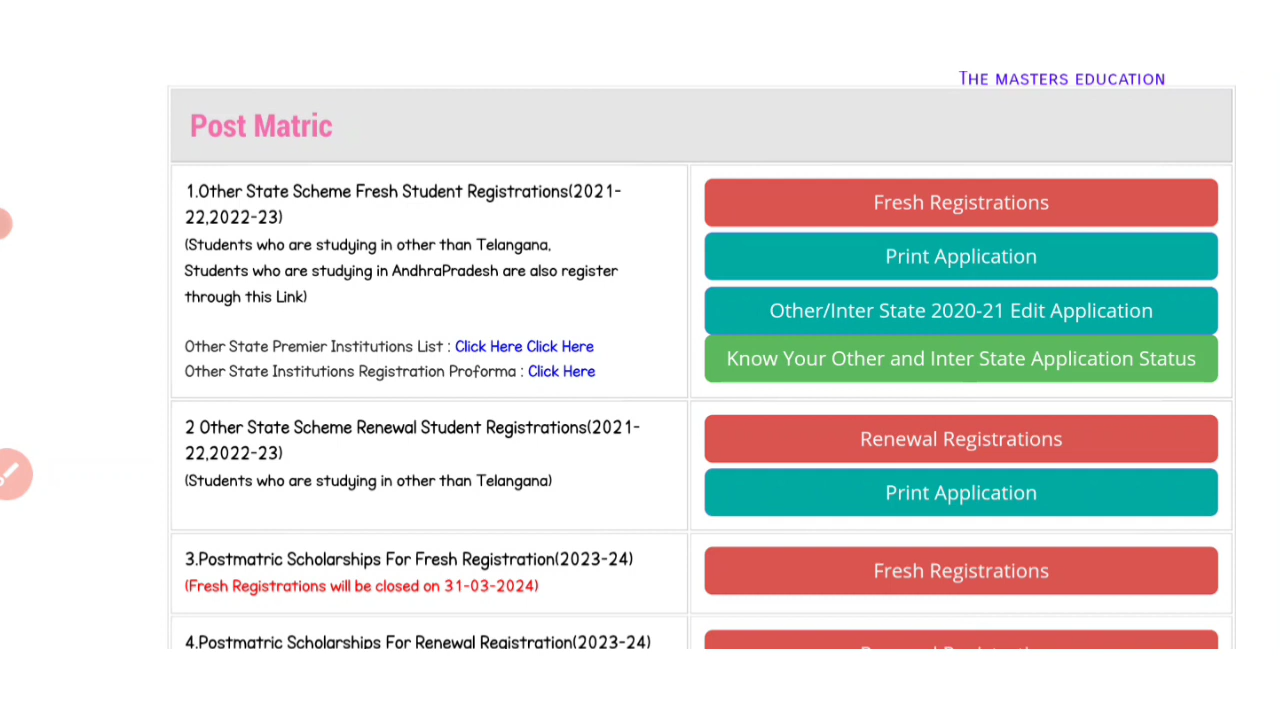 THE MASTERS EDUCATION
Post Matric
1.Other State Scheme Fresh Student Registrations(2021-
22,2022-23)
(Students who are studying in other than Telangana,
Students who are studying in AndhraPradesh are also register
through this Link)
Other State Premier Institutions List : Click Here Click Here
Other State Institutions Registration Proforma : Click Here
Fresh Registrations
Print Application
Other/Inter State 2020-21 Edit Application
Know Your Other and Inter State Application Status
2 Other State Scheme Renewal Student Registrations(2021-
22,2022-23)
(Students who are studying in other than Telangana)
Renewal Registrations
Print Application
3.Postmatric Scholarships For Fresh Registration(2023-24)
(Fresh Registrations will be closed on 31-03-2024)
Fresh Registrations
4.Postmatric Scholarships For Renewal Registration(2023-24)